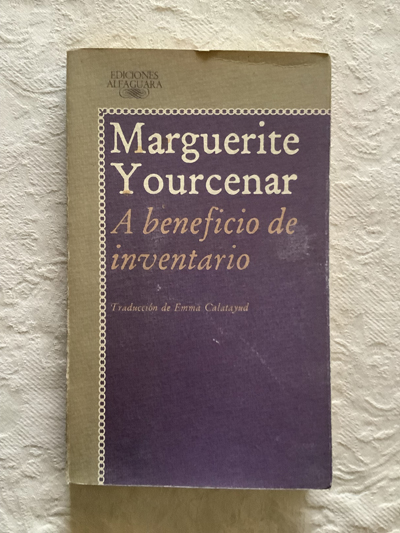 EDICIONES
ALFAGUARA
Marguerite
Yourcenar
A beneficio de
inventario
Traducción de Emma Calatayud